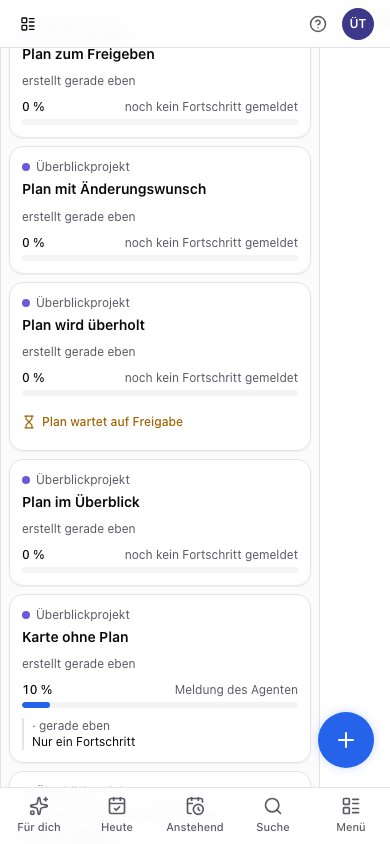 ÜT
Plan zum Freigeben
erstellt gerade eben
0 % noch kein Fortschritt gemeldet
Überblickprojekt
Plan mit Änderungswunsch
erstellt gerade eben
0 % noch kein Fortschritt gemeldet
Überblickprojekt
Plan wird überholt
erstellt gerade eben
0 % noch kein Fortschritt gemeldet
Plan wartet auf Freigabe
Überblickprojekt
Plan im Überblick
erstellt gerade eben
0 % noch kein Fortschritt gemeldet
Überblickprojekt
Karte ohne Plan
erstellt gerade eben
10 % Meldung des Agenten
· gerade eben
Nur ein Fortschritt
Für dich Heute Anstehend Suche Menü